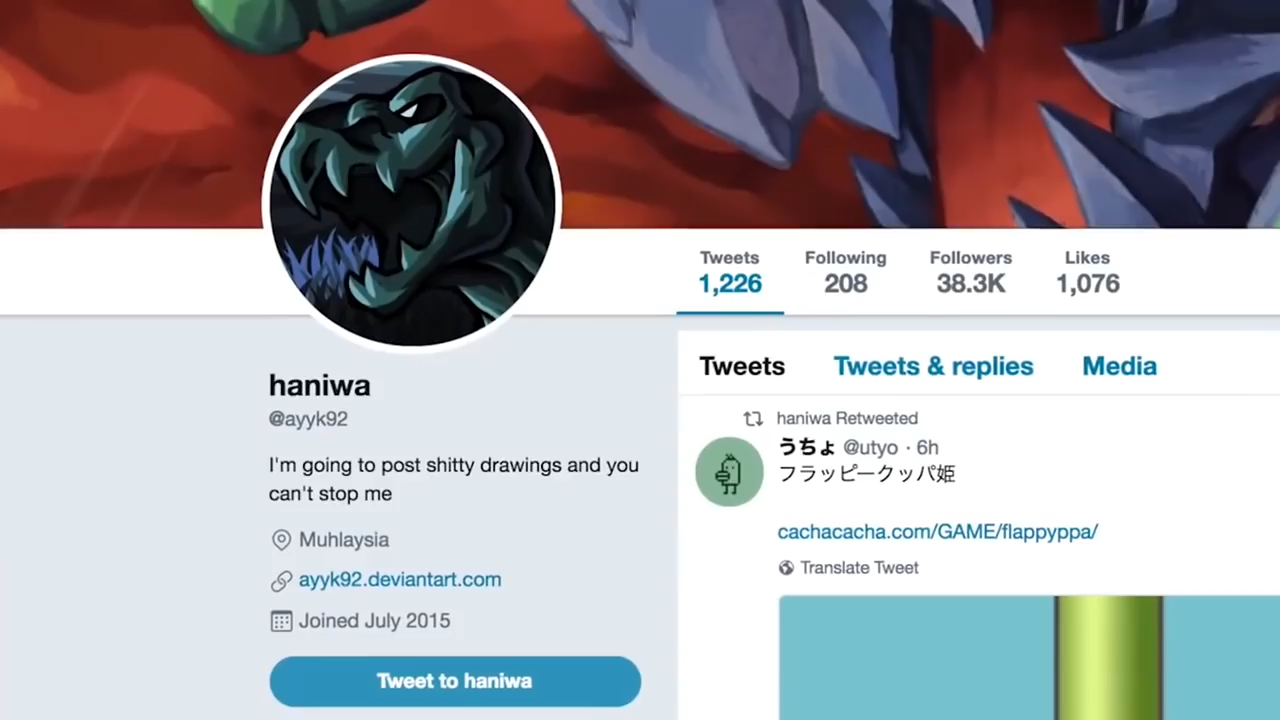 Tweets
1,226
Following
208
Followers
38.3K
Likes
1,076
haniwa
@ayyk92
I'm going to post shitty drawings and you
can't stop me
Muhlaysia
ayyk92.deviantart.com
Joined July 2015
Tweet to haniwa
Tweets
Tweets & replies
Media
haniwa Retweeted
うちょ @utyo · 6h
フラッピークッパ姫
cachacacha.com/GAME/flappyppa/
Translate Tweet